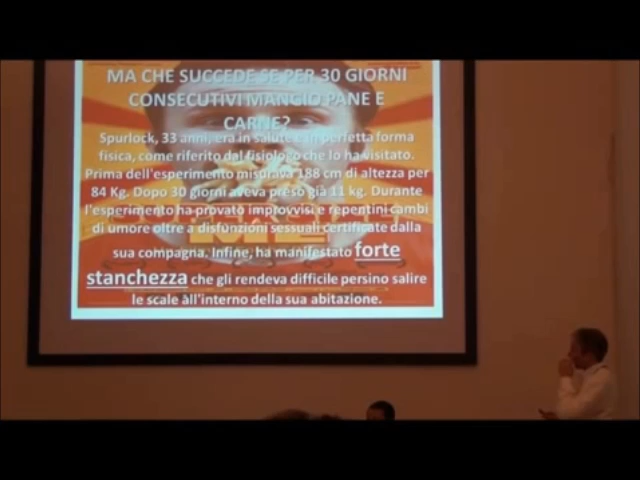 MA CHE SUCCEDE SE PER 30 GIORNI
CONSECUTIVI MANGIO PANE E
CARNE?
Spurlock, 33 anni, era in salute e in perfetta forma
fisica, come riferito dal fisiologo che lo ha visitato.
Prima dell'esperimento misurava 188 cm di altezza per
84 Kg. Dopo 30 giorni aveva preso già 11 kg. Durante
l'esperimento ha provato improvvisi e repentini cambi
di umore oltre a disfunzioni sessuali certificate dalla
sua compagna. Infine, ha manifestato forte
stanchezza che gli rendeva difficile persino salire
le scale all'interno della sua abitazione.
ME